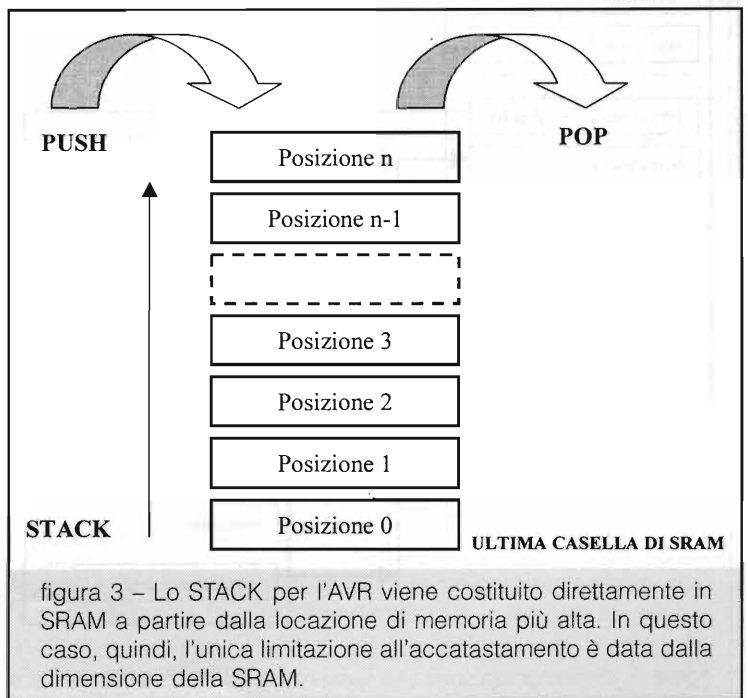 PUSH
POP
Posizione n
Posizione n-1
Posizione 3
Posizione 2
Posizione 1
STACK
Posizione 0
ULTIMA CASELLA DI SRAM
figura 3 – Lo STACK per l'AVR viene costituito direttamente in
SRAM a partire dalla locazione di memoria più alta. In questo
caso, quindi, l'unica limitazione all'accatastamento è data dalla
dimensione della SRAM.